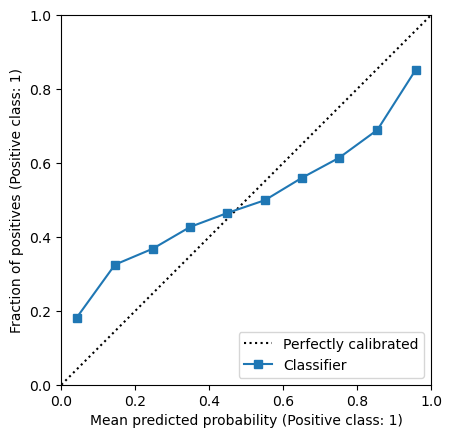 1.0
0.8
0.6
0.4
0.2
0.0
Fraction of positives (Positive class: 1)
Perfectly calibrated
Classifier
0.0 0.2 0.4 0.6 0.8 1.0
Mean predicted probability (Positive class: 1)